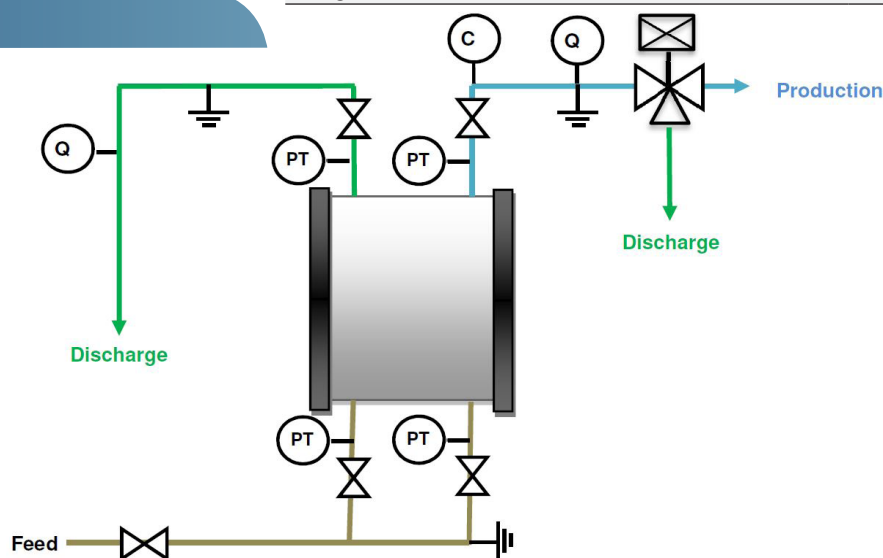 C
Q
Production
Q
PT
PT
Discharge
Discharge
PT
PT
Feed